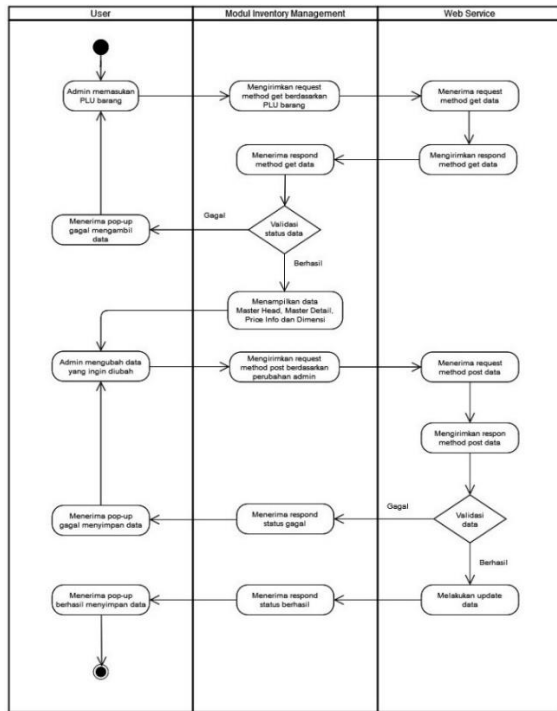 User
Modul Inventory Management
Web Service
Admin memasukan
PLU barang
Mengirimkan request
method get berdasarkan
PLU barang
Menerima request
method get data
Menerima respond
method get data
Mengirimkan respond
method get data
Menerima pop-up
gagal mengambil
data
Gagal
Validasi
status data
Berhasil
Menampilkan data
Master Head, Master Detail,
Price Info dan Dimensi
Admin mengubah data
yang ingin diubah
Mengirimkan request
method post berdasarkan
perubahan admin
Menerima request
method post data
Mengirimkan respon
method post data
Menerima pop-up
gagal menyimpan data
Menerima respond
status gagal
Gagal
Validasi
data
Berhasil
Menerima pop-up
berhasil menyimpan data
Menerima respond
status berhasil
Melakukan update
data